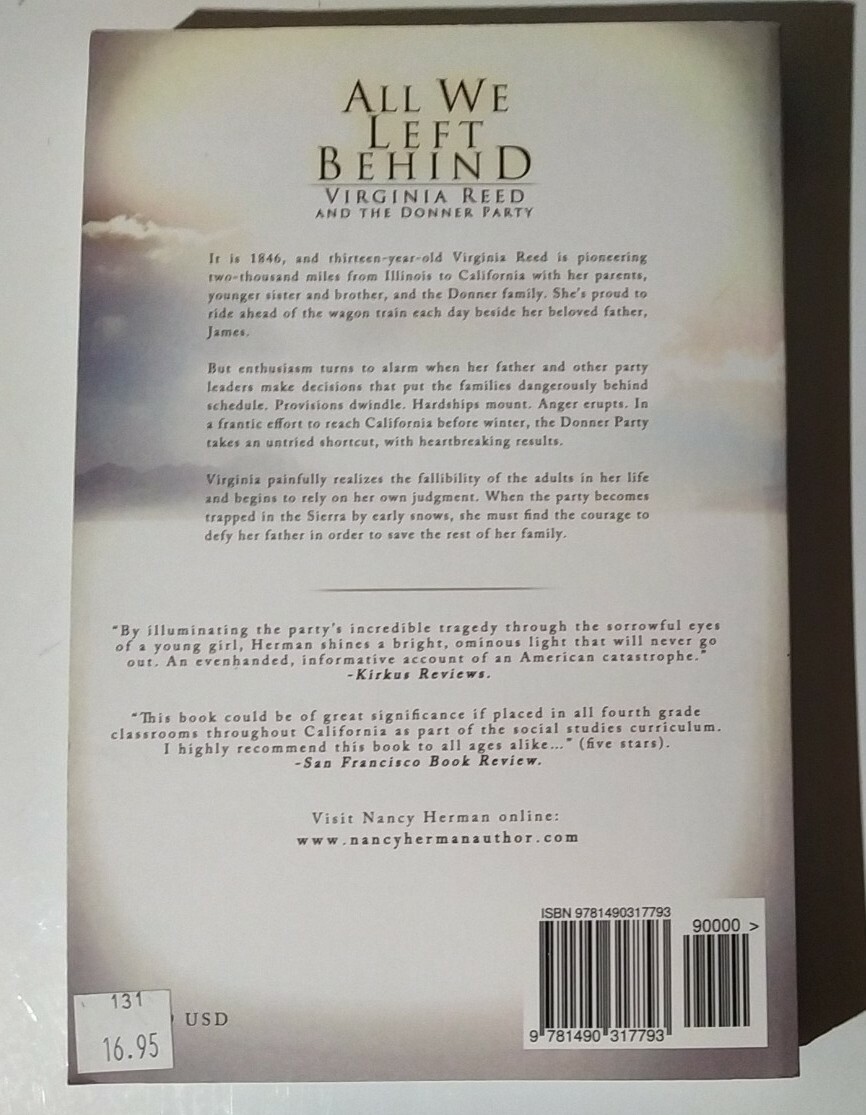 ALL WE
LEFT
BEHIND
VIRGINIA REED
AND THE DONNER PARTY
It is 1846, and thirteen-year-old Virginia Reed is pioneering
two-thousand miles from Illinois to California with her parents,
younger sister and brother, and the Donner family. She's proud to
ride ahead of the wagon train each day beside her beloved father,
James.
But enthusiasm turns to alarm when her father and other party
leaders make decisions that put the families dangerously behind
schedule. Provisions dwindle. Hardships mount. Anger erupts. In
a frantic effort to reach California before winter, the Donner Party
takes an untried shortcut, with heartbreaking results.
Virginia painfully realizes the fallibility of the adults in her life
and begins to rely on her own judgment. When the party becomes
trapped in the Sierra by early snows, she must find the courage to
defy her father in order to save the rest of her family.
"By illuminating the party's incredible tragedy through the sorrowful eyes
of a young girl, Herman shines a bright, ominous light that will never go
out. An evenhanded, informative account of an American catastrophe."
-Kirkus Reviews.
"This book could be of great significance if placed in all fourth grade
classrooms throughout California as part of the social studies curriculum.
I highly recommend this book to all ages alike..." (five stars).
-San Francisco Book Review.
Visit Nancy Herman online:
www.nancyhermanauthor.com
ISBN 9781490317793
90000 >
9 781490 317793
131
16.95
USD